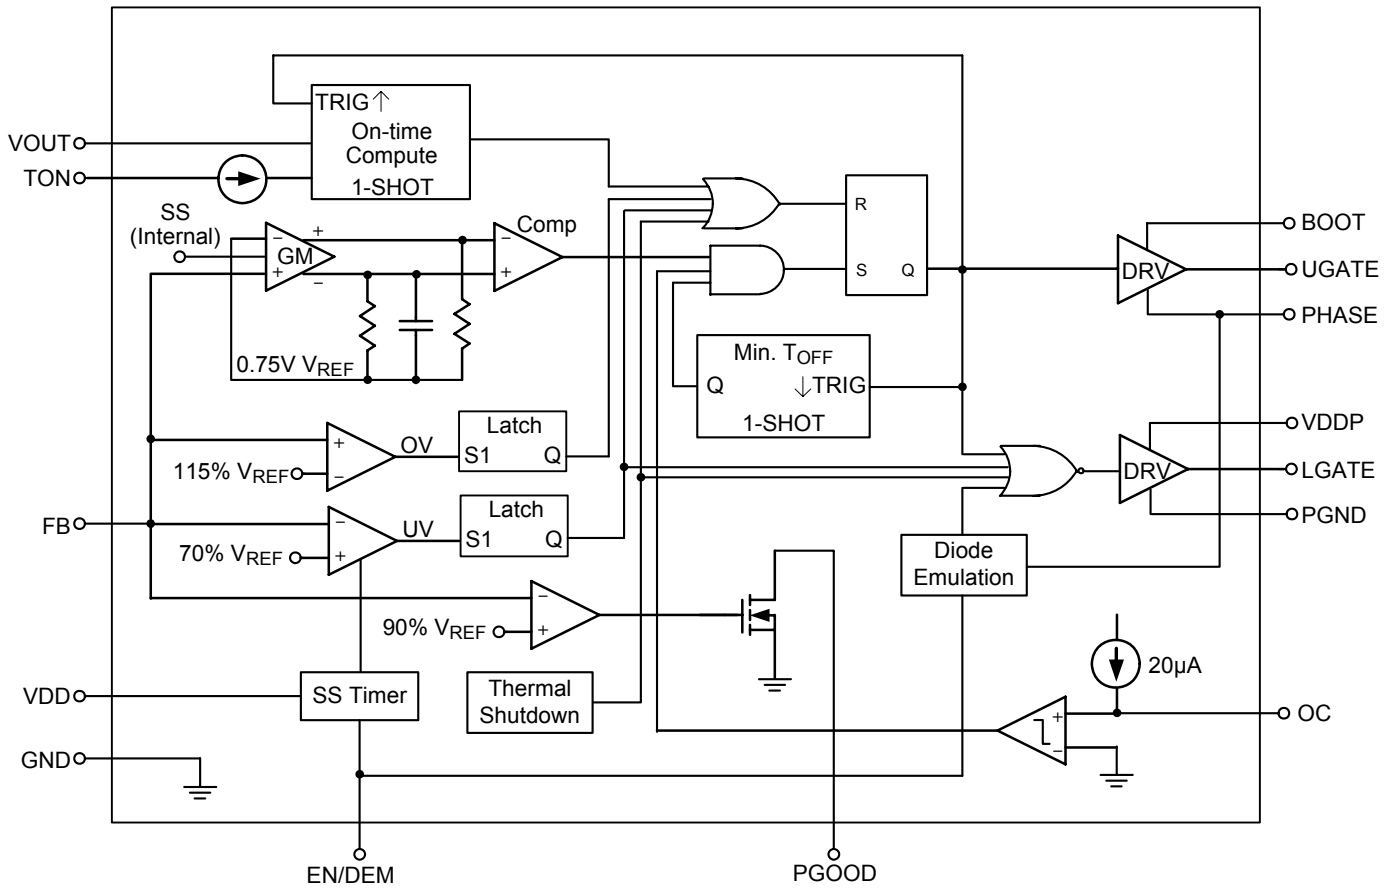 TRIG↑
On-time
Compute
1-SHOT
VOUT
TON
SS
(Internal)
GM
+
−
−
+
Comp
−
+
0.75V VREF
R
S
Q
BOOT
DRV
UGATE
PHASE
Min. TOFF
Q
↓TRIG
1-SHOT
+
−
115% VREF
OV
Latch
S1
Q
VDDP
DRV
LGATE
PGND
FB
−
+
70% VREF
UV
Latch
S1
Q
Diode
Emulation
−
+
90% VREF
20µA
VDD
SS Timer
Thermal
Shutdown
+
−
OC
GND
EN/DEM
PGOOD